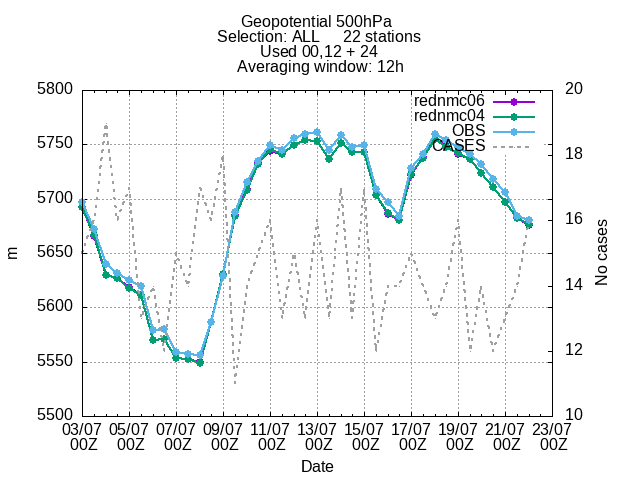 Geopotential 500hPa
Selection: ALL 22 stations
Used 00,12 + 24
Averaging window: 12h
5800 20
rednmc06
rednmc04
OBS
CASES
5750 18
5700 16
5650
m No cases
14
5600
12
5550
5500 10
03/07 05/07 07/07 09/07 11/07 13/07 15/07 17/07 19/07 21/07 23/07
00Z 00Z 00Z 00Z 00Z 00Z 00Z 00Z 00Z 00Z 00Z
Date